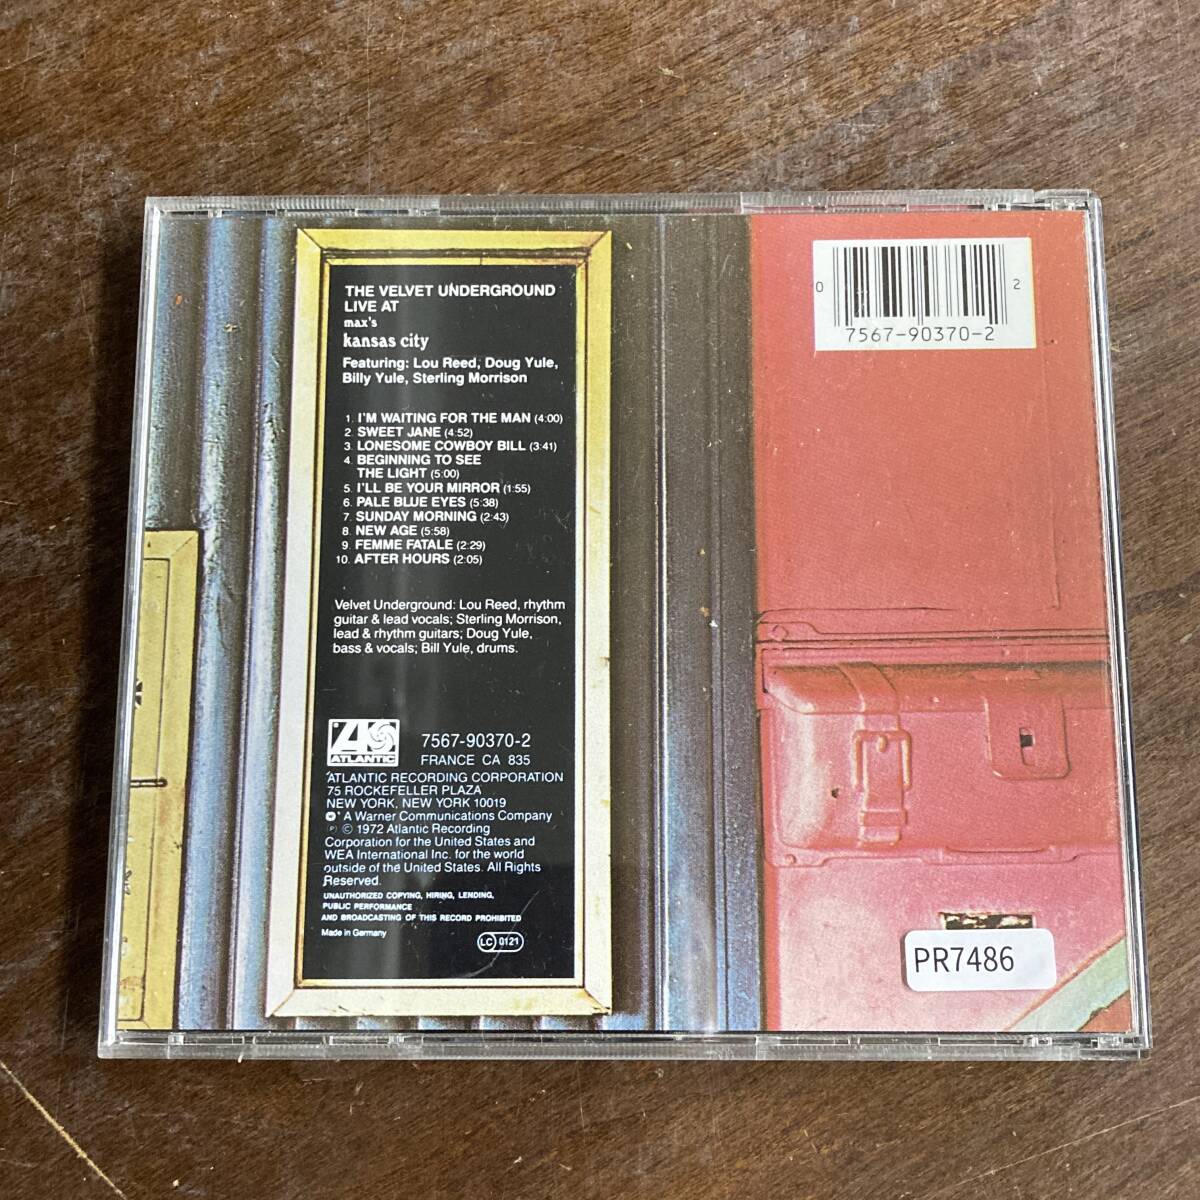 THE VELVET UNDERGROUND
LIVE AT
max's
kansas city
Featuring: Lou Reed, Doug Yule,
Billy Yule, Sterling Morrison
1. I'M WAITING FOR THE MAN (4:00)
2. SWEET JANE (4:52)
3. LONESOME COWBOY BILL (3:41)
4. BEGINNING TO SEE
THE LIGHT (5:00)
5. I'LL BE YOUR MIRROR (1:55)
6. PALE BLUE EYES (5:38)
7. SUNDAY MORNING (2:43)
8. NEW AGE (5:58)
9. FEMME FATALE (2:29)
10. AFTER HOURS (2:05)
Velvet Underground: Lou Reed, rhythm
guitar & lead vocals; Sterling Morrison,
lead & rhythm guitars; Doug Yule,
bass & vocals; Bill Yule, drums.
ATLANTIC
7567-90370-2
FRANCE CA 835
ATLANTIC RECORDING CORPORATION
75 ROCKEFELLER PLAZA
NEW YORK, NEW YORK 10019
A Warner Communications Company
℗ © 1972 Atlantic Recording
Corporation for the United States and
WEA International Inc. for the world
outside of the United States. All Rights
Reserved.
UNAUTHORIZED COPYING, HIRING, LENDING,
PUBLIC PERFORMANCE
AND BROADCASTING OF THIS RECORD PROHIBITED
Made in Germany
LC 0121
0 2
7567-90370-2
PR7486